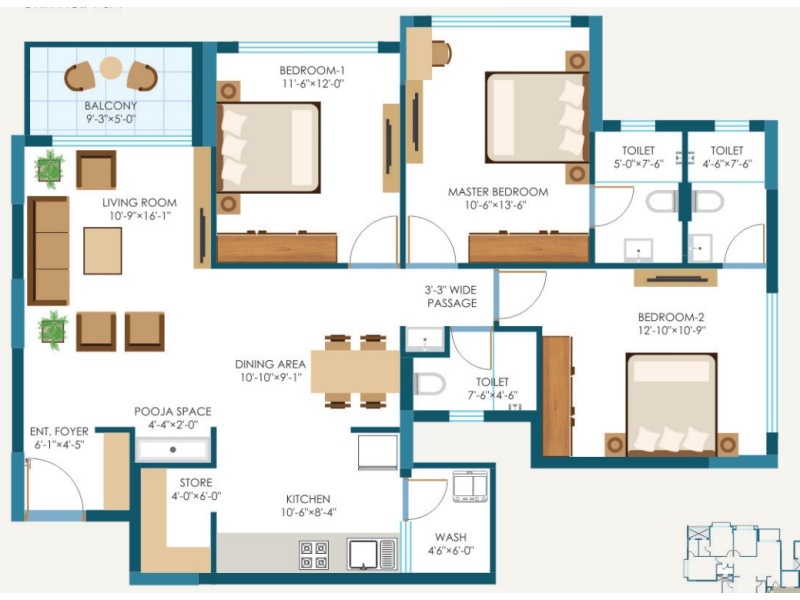 BEDROOM-1
11'-6"×12'-0"
BALCONY
9'-3"×5'-0"
TOILET
5'-0"×7'-6"
TOILET
4'-6"×7'-6"
LIVING ROOM
10'-9"×16'-1"
MASTER BEDROOM
10'-6"×13'-6"
3'-3" WIDE
PASSAGE
BEDROOM-2
12'-10"×10'-9"
DINING AREA
10'-10"×9'-1"
TOILET
7'-6"×4'-6"
POOJA SPACE
4'-4"×2'-0"
ENT. FOYER
6'-1"×4'-5"
STORE
4'-0"×6'-0"
KITCHEN
10'-6"×8'-4"
WASH
4'6"×6'-0"